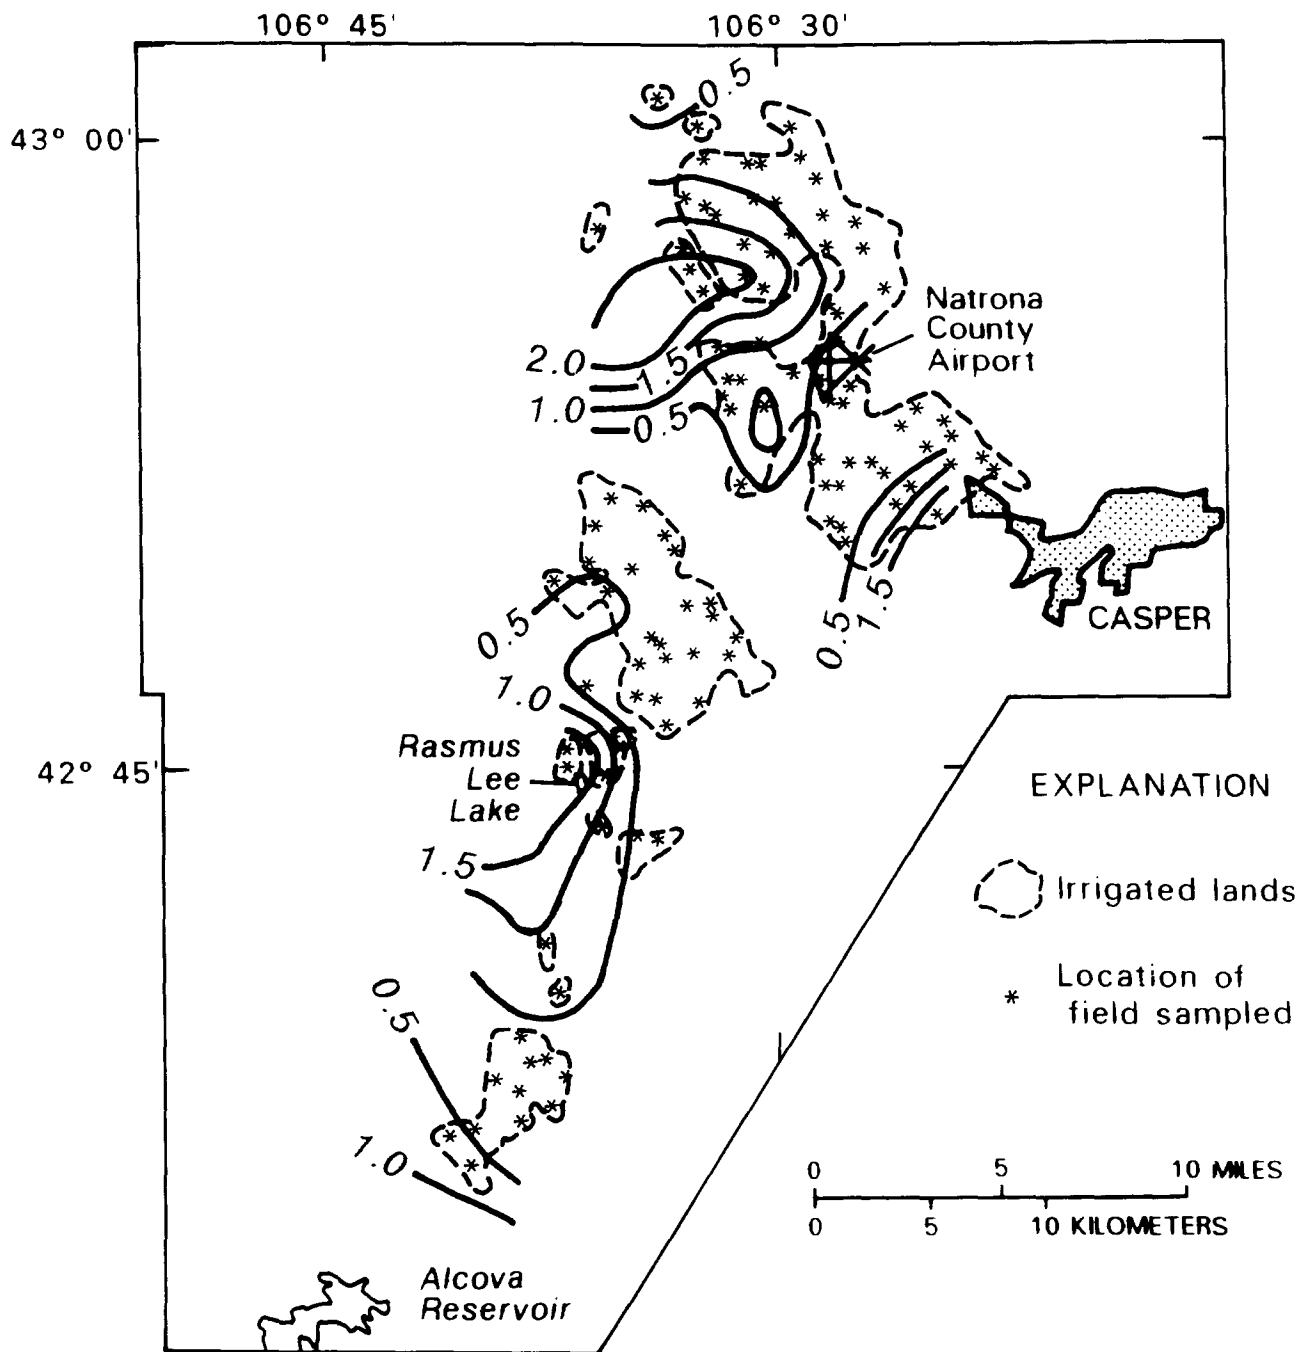 106° 45'
106° 30'
0.5
43° 00'
Natrona
County
Airport
2.0
1.5
1.0
0.5
0.5
1.5
CASPER
0.5
1.0
Rasmus
Lee
Lake
42° 45'
EXPLANATION
1.5
Irrigated lands
Location of
field sampled
0.5
1.0
0 5 10 MILES
0 5 10 KILOMETERS
Alcova
Reservoir